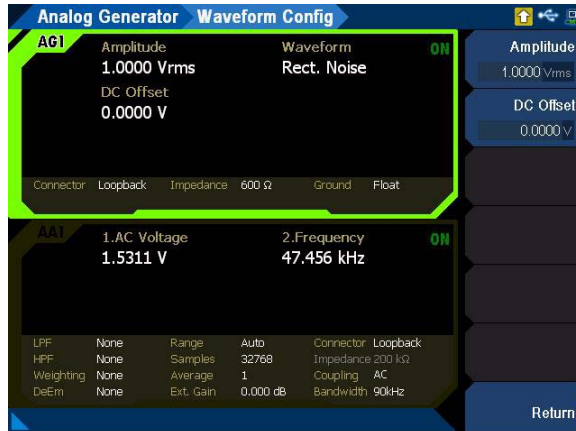 Analog Generator Waveform Config
AG1
Amplitude Waveform ON
1.0000 Vrms Rect. Noise
DC Offset
0.0000 V
Connector Loopback Impedance 600 Ω Ground Float
AA1
1.AC Voltage 2.Frequency ON
1.5311 V 47.456 kHz
LPF None Range Auto Connector Loopback
HPF None Samples 32768 Impedance 200 kΩ
Weighting None Average 1 Coupling AC
DeEm None Ext. Gain 0.000 dB Bandwidth 90kHz
Amplitude
1.0000 Vrms
DC Offset
0.0000 V
Return